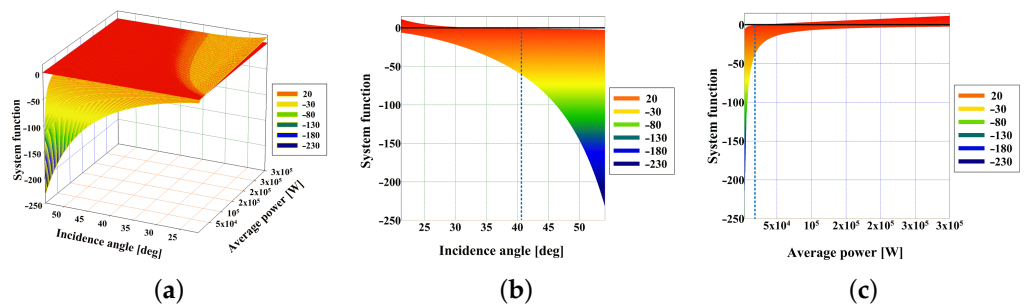 System function
0
-50
-100
-150
-200
-250
50
45
40
35
30
25
Incidence angle [deg]
5x10⁴
10⁵
2x10⁵
2x10⁵
3x10⁵
3x10⁵
Average power [W]
20
-30
-80
-130
-180
-230
(a)
System function
0
-50
-100
-150
-200
-250
25
30
35
40
45
50
Incidence angle [deg]
20
-30
-80
-130
-180
-230
(b)
System function
0
-50
-100
-150
-200
-250
5x10⁴
10⁵
2x10⁵
2x10⁵
3x10⁵
3x10⁵
Average power [W]
20
-30
-80
-130
-180
-230
(c)